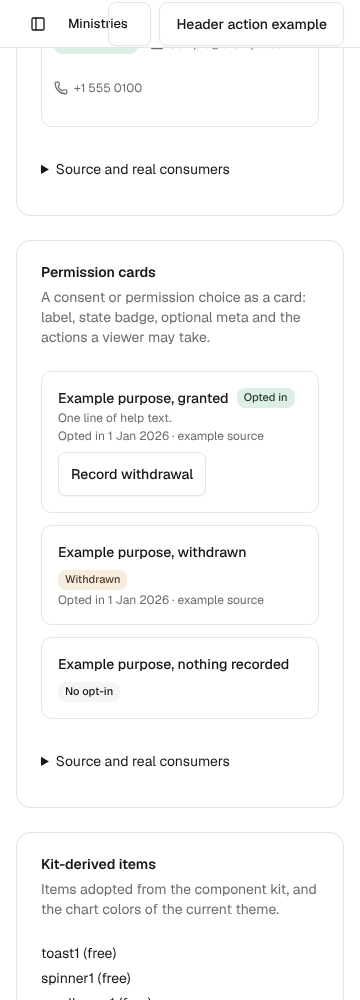 Ministries
Header action example
+1 555 0100
▶ Source and real consumers
Permission cards
A consent or permission choice as a card:
label, state badge, optional meta and the
actions a viewer may take.
Example purpose, granted Opted in
One line of help text.
Opted in 1 Jan 2026 · example source
Record withdrawal
Example purpose, withdrawn
Withdrawn
Opted in 1 Jan 2026 · example source
Example purpose, nothing recorded
No opt-in
▶ Source and real consumers
Kit-derived items
Items adopted from the component kit, and
the chart colors of the current theme.
toast1 (free)
spinner1 (free)